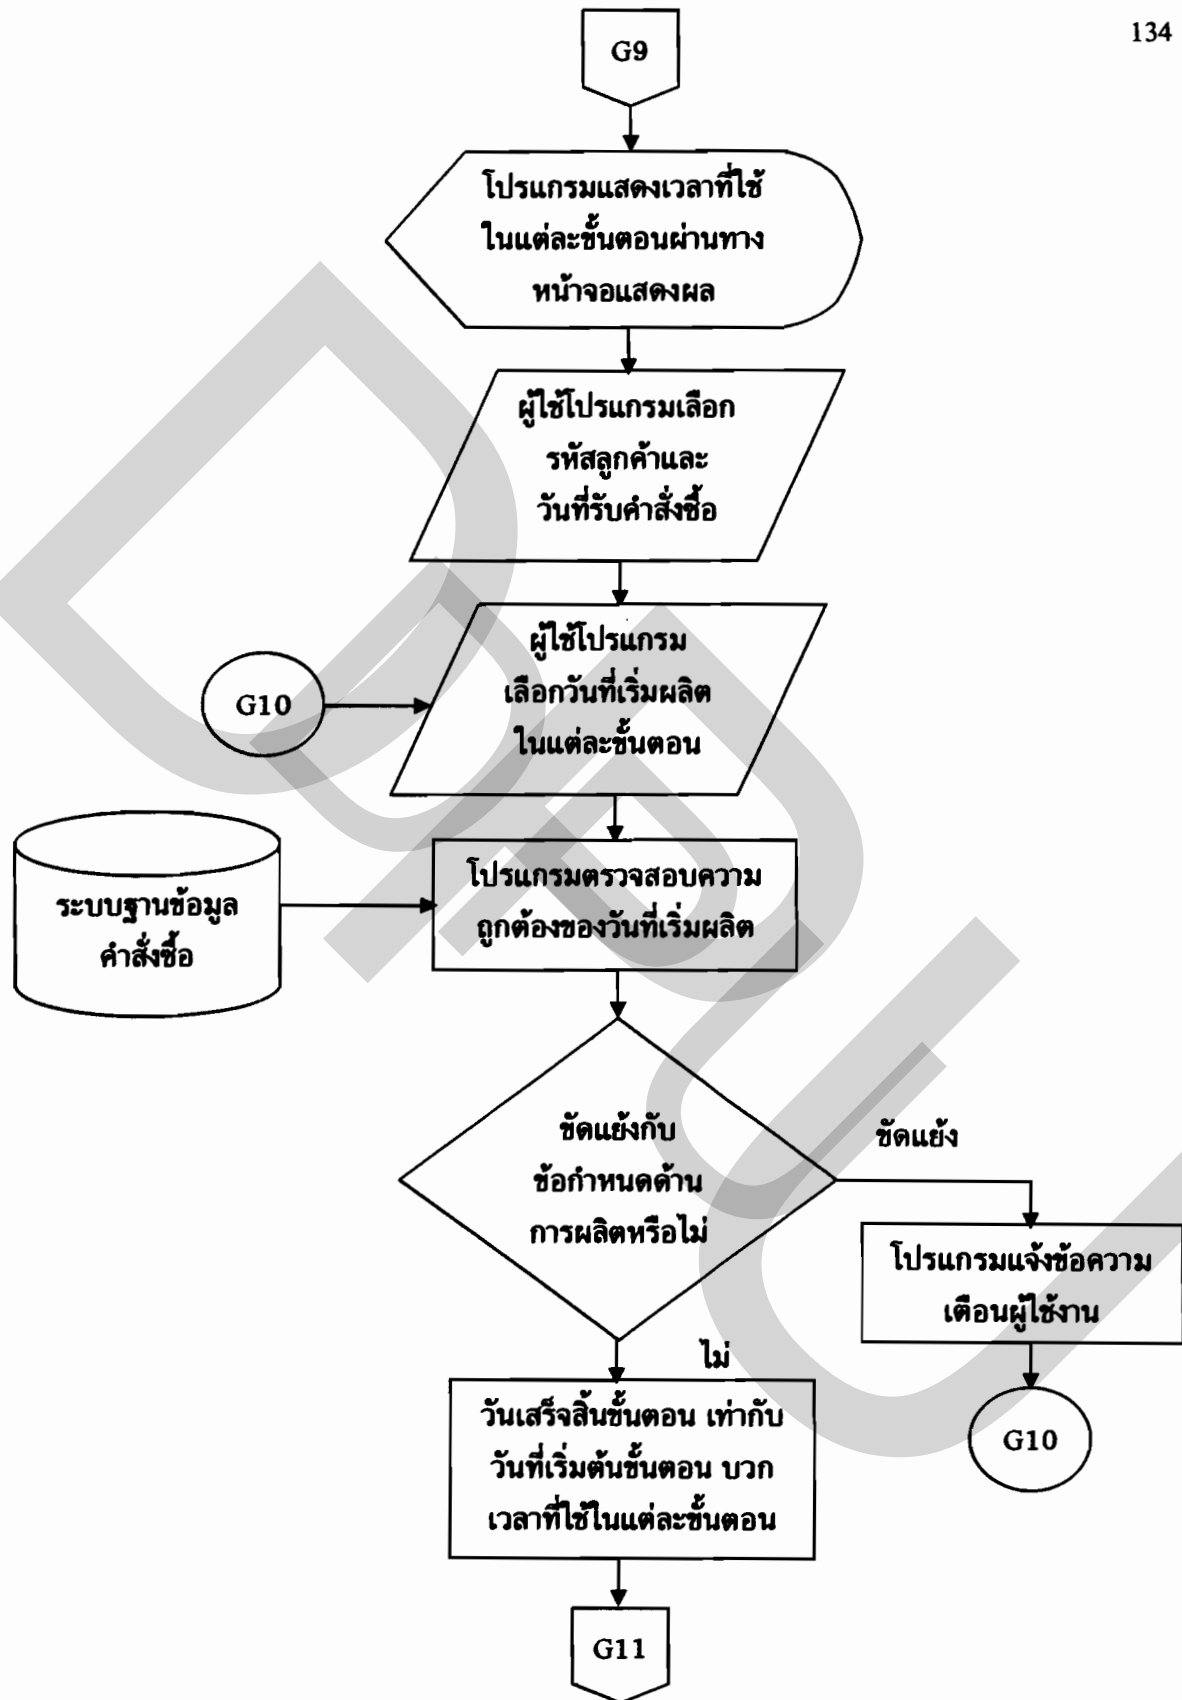 134
G9
โปรแกรมแสดงเวลาที่ใช้
ในแต่ละขั้นตอนผ่านทาง
หน้าจอแสดงผล
ผู้ใช้โปรแกรมเลือก
รหัสลูกค้าและ
วันที่รับคำสั่งซื้อ
ผู้ใช้โปรแกรม
เลือกวันที่เริ่มผลิต
ในแต่ละขั้นตอน
G10
ระบบฐานข้อมูล
คำสั่งซื้อ
โปรแกรมตรวจสอบความ
ถูกต้องของวันที่เริ่มผลิต
ขัดแย้งกับ
ข้อกำหนดด้าน
การผลิตหรือไม่
ขัดแย้ง
โปรแกรมแจ้งข้อความ
เตือนผู้ใช้งาน
ไม่
วันเสร็จสิ้นขั้นตอน เท่ากับ
วันที่เริ่มต้นขั้นตอน บวก
เวลาที่ใช้ในแต่ละขั้นตอน
G10
G11
DPU